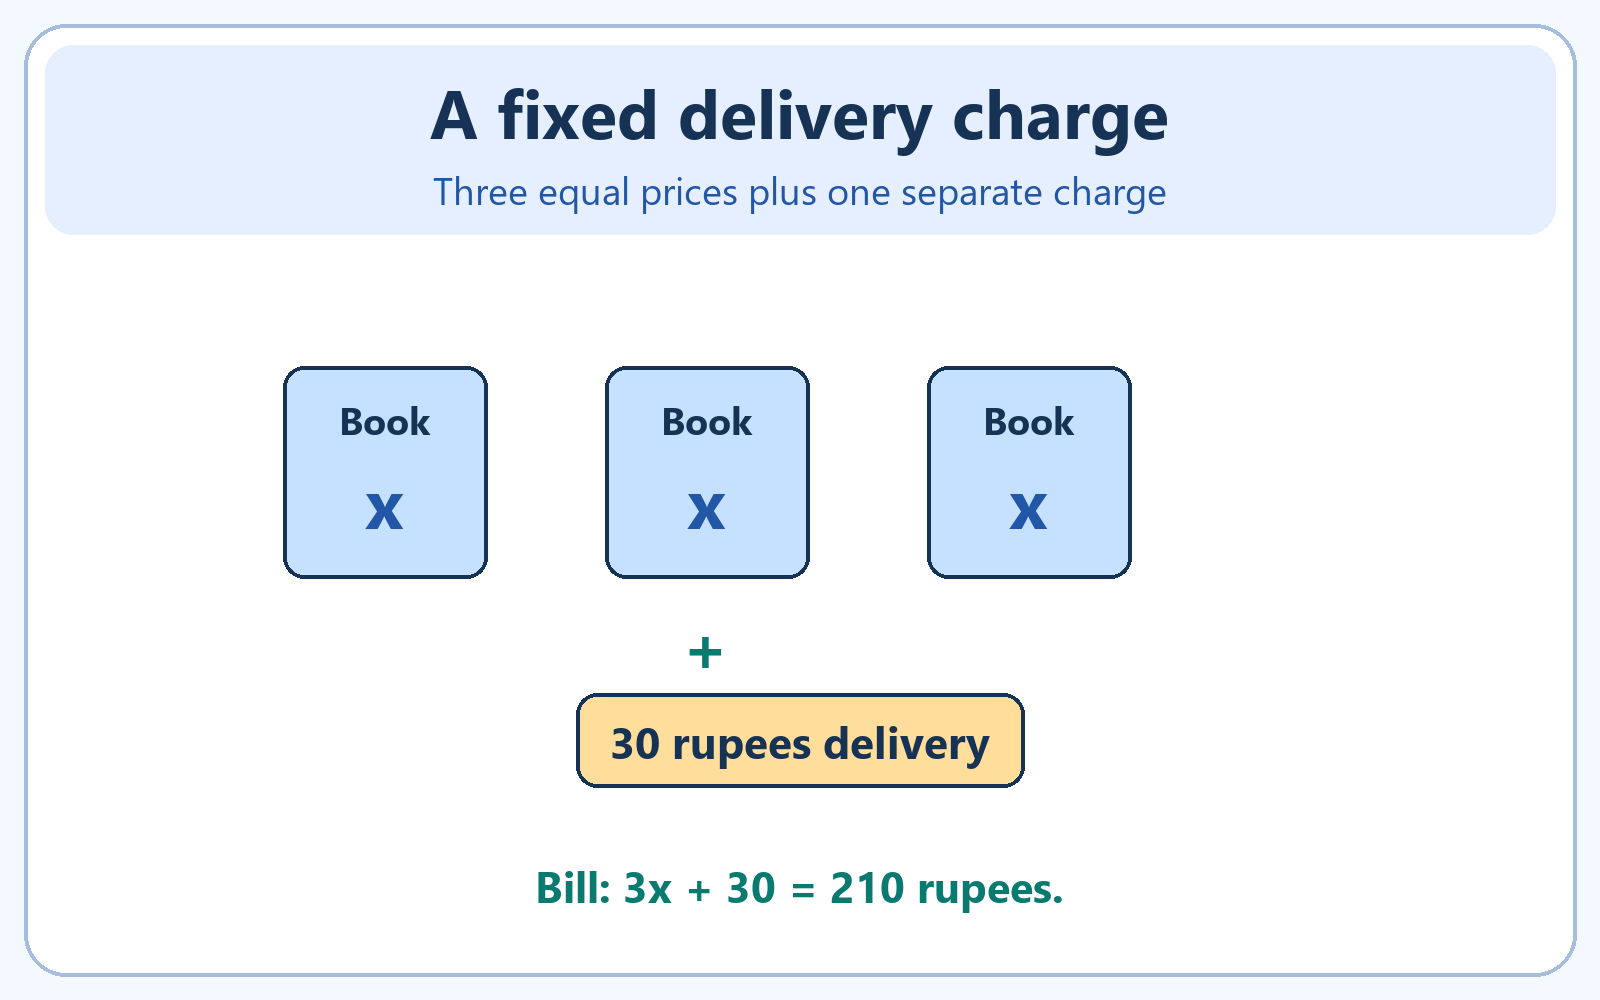 A fixed delivery charge
Three equal prices plus one separate charge
Book Book Book
x x x
+
30 rupees delivery
Bill: 3x + 30 = 210 rupees.